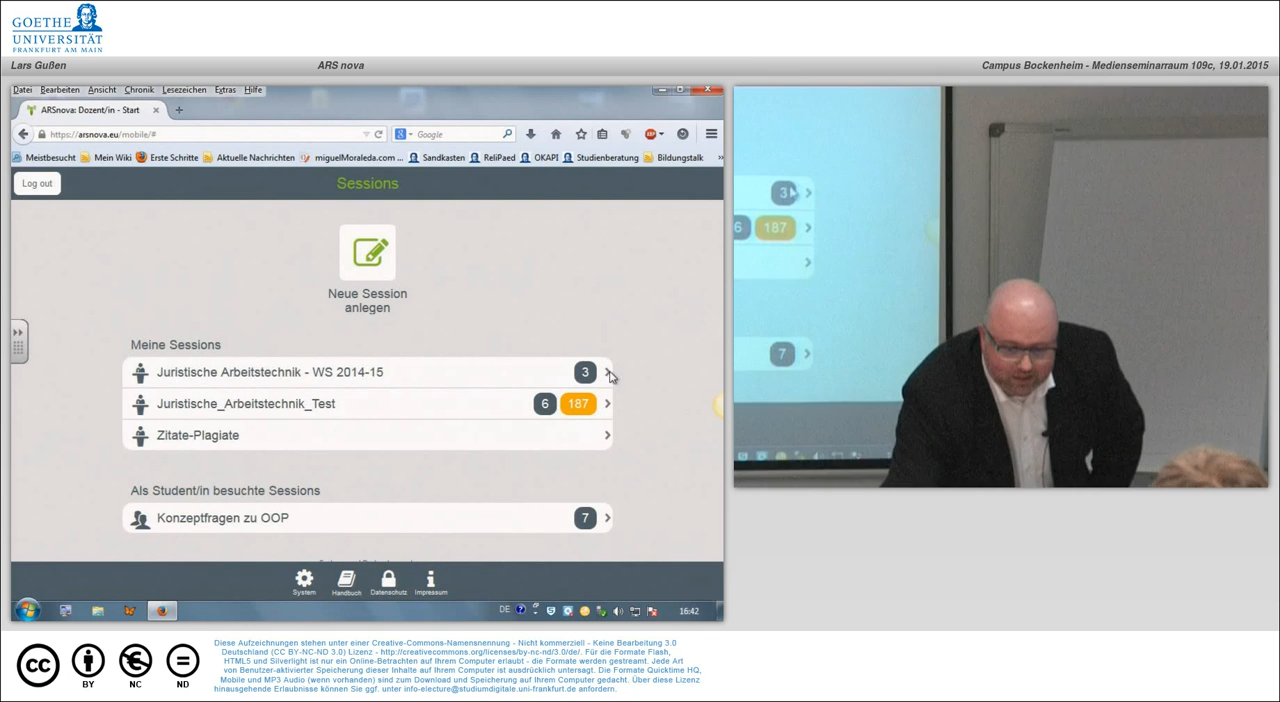 GOETHE
UNIVERSITÄT
FRANKFURT AM MAIN
Lars Gußen
ARS nova
Campus Bockenheim - Medienseminarraum 109c, 19.01.2015
Datei Bearbeiten Ansicht Chronik Lesezeichen Extras Hilfe
ARSnova: Dozent/in - Start
https://arsnova.eu/mobile/#
Google
Meistbesucht Mein Wiki Erste Schritte Aktuelle Nachrichten miguelMoraleda.com ... Sandkasten ReliPaed OKAPI Studienberatung Bildungstalk
Log out
Sessions
Neue Session
anlegen
Meine Sessions
Juristische Arbeitstechnik - WS 2014-15 3
Juristische_Arbeitstechnik_Test 6 187
Zitate-Plagiate
Als Student/in besuchte Sessions
Konzeptfragen zu OOP 7
System Handbuch Datenschutz Impressum
DE 16:42
3
6 187
7
cc
BY NC ND
Diese Aufzeichnungen stehen unter einer Creative-Commons-Namensnennung - Nicht kommerziell - Keine Bearbeitung 3.0
Deutschland (CC BY-NC-ND 3.0) Lizenz - http://creativecommons.org/licenses/by-nc-nd/3.0/de/. Für die Formate Flash,
HTML5 und Silverlight ist nur ein Online-Betrachten auf Ihrem Computer erlaubt - die Formate werden gestreamt. Jede Art
von Benutzer-aktivierter Speicherung dieser Inhalte auf Ihrem Computer ist ausdrücklich untersagt. Die Formate Quicktime HQ,
Mobile und MP3 Audio (wenn vorhanden) sind zum Download und Speicherung auf Ihrem Computer gedacht. Über diese Lizenz
hinausgehende Erlaubnisse können Sie ggf. unter info-electure@studiumdigitale.uni-frankfurt.de anfordern.